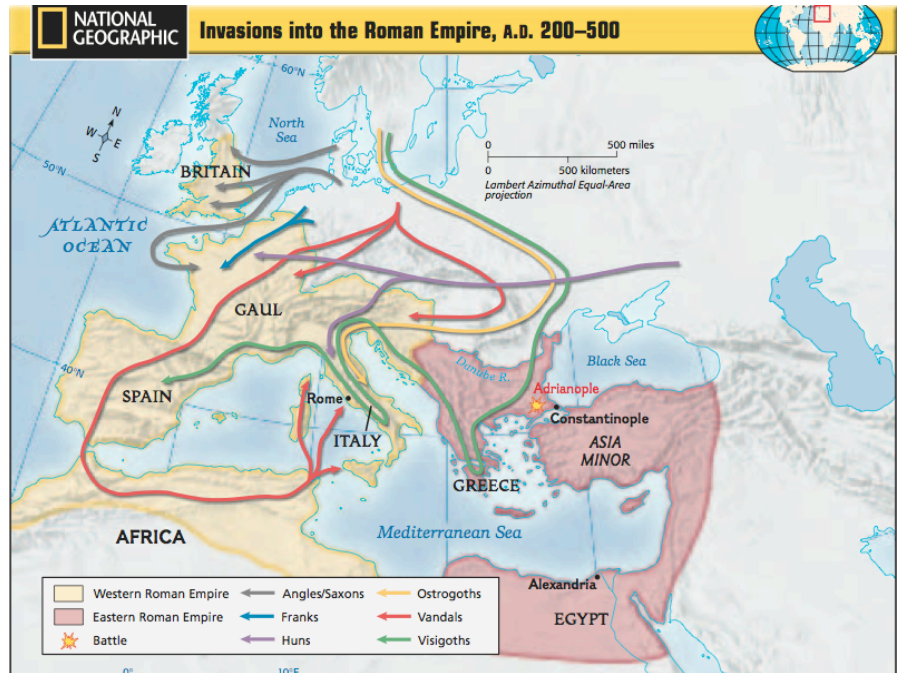 NATIONAL
GEOGRAPHIC
Invasions into the Roman Empire, A.D. 200–500
60°N
50°N
40°N
N
W
E
S
North
Sea
0 500 miles
0 500 kilometers
Lambert Azimuthal Equal-Area
projection
BRITAIN
ATLANTIC
OCEAN
GAUL
SPAIN
Rome
ITALY
Danube R.
Black Sea
Adrianople
Constantinople
ASIA
MINOR
GREECE
AFRICA
Mediterranean Sea
Alexandria
EGYPT
Western Roman Empire
Eastern Roman Empire
Battle
Angles/Saxons
Franks
Huns
Ostrogoths
Vandals
Visigoths
0°
10°E